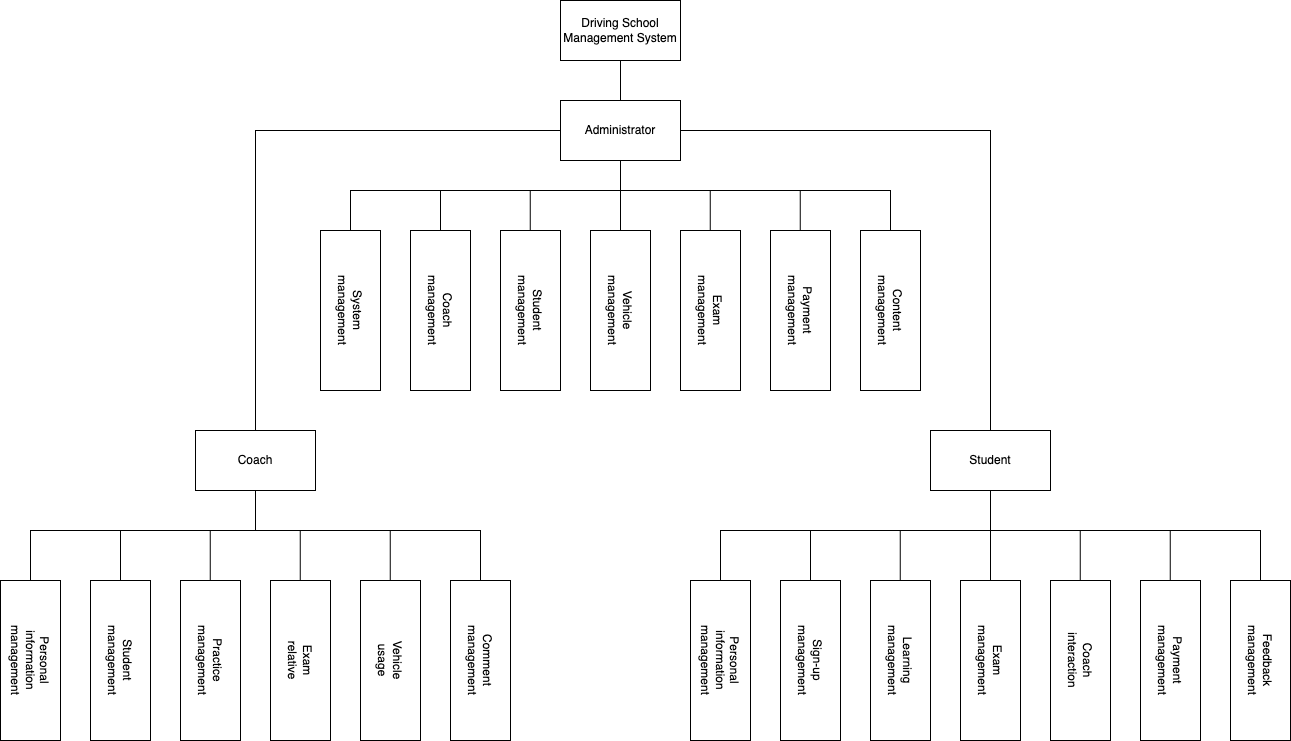 Driving School
Management System
Administrator
System
management
Coach
management
Student
management
Vehicle
management
Exam
management
Payment
management
Content
management
Coach
Student
Personal
information
management
Student
management
Practice
management
Exam
relative
Vehicle
usage
Comment
management
Personal
information
management
Sign-up
management
Learning
management
Exam
management
Coach
interaction
Payment
management
Feedback
management